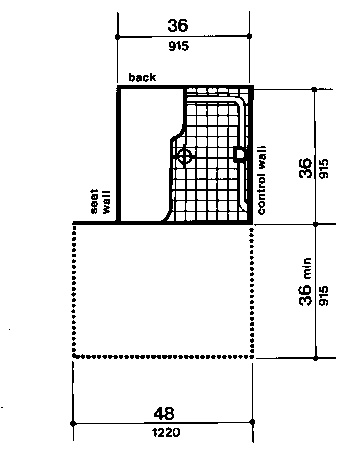 36
915
back
seat
wall
control wall
36
915
36 min
915
48
1220